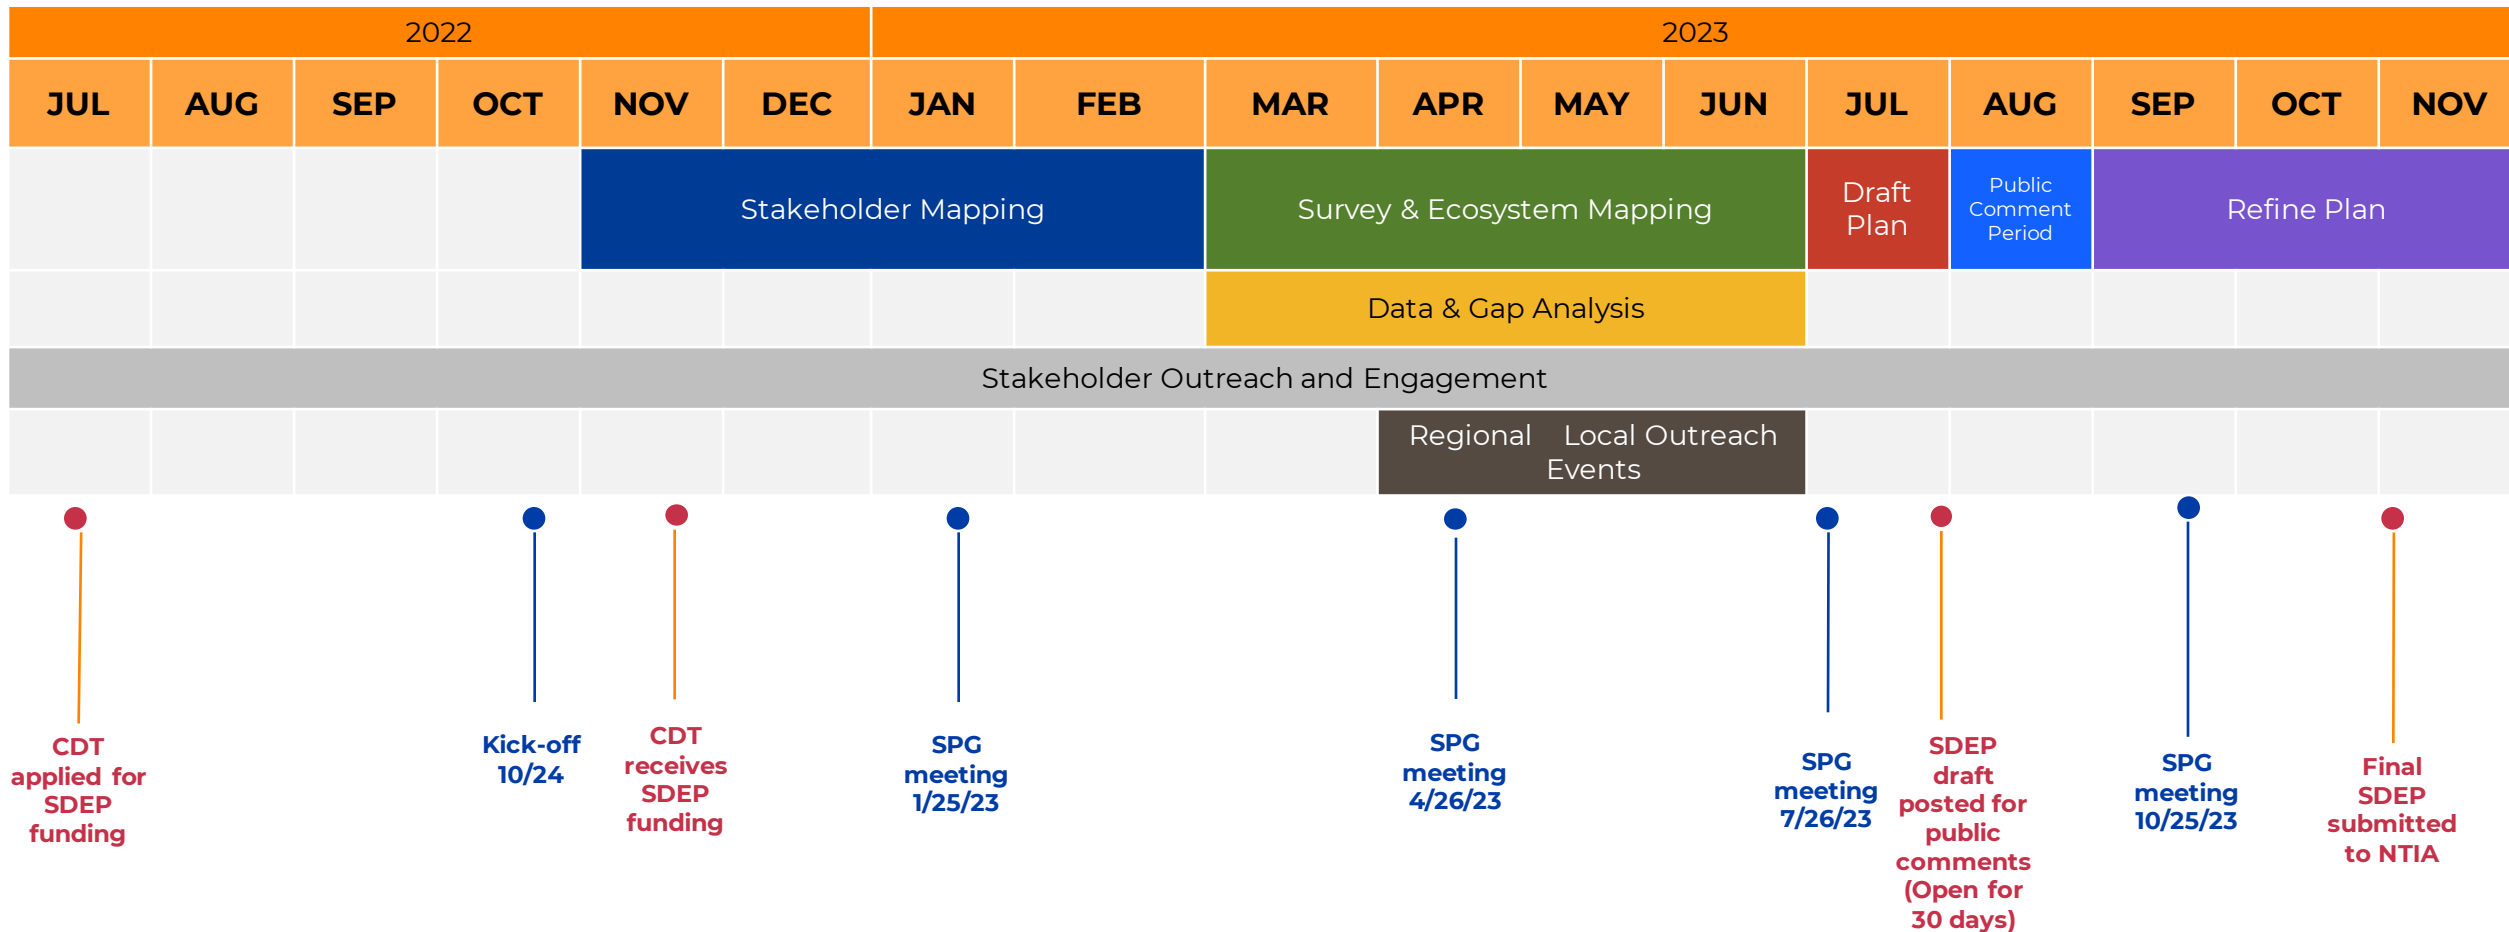 2022
2023
JUL
AUG
SEP
OCT
NOV
DEC
JAN
FEB
MAR
APR
MAY
JUN
JUL
AUG
SEP
OCT
NOV
Stakeholder Mapping
Survey & Ecosystem Mapping
Draft
Plan
Public
Comment
Period
Refine Plan
Data & Gap Analysis
Stakeholder Outreach and Engagement
Regional Local Outreach
Events
CDT
applied for
SDEP
funding
Kick-off
10/24
CDT
receives
SDEP
funding
SPG
meeting
1/25/23
SPG
meeting
4/26/23
SPG
meeting
7/26/23
SDEP
draft
posted for
public
comments
(Open for
30 days)
SPG
meeting
10/25/23
Final
SDEP
submitted
to NTIA